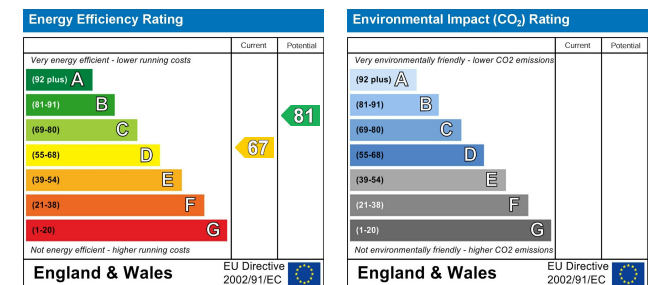 Energy Efficiency Rating
Current Potential
Very energy efficient - lower running costs
(92 plus) A
(81-91) B
(69-80) C
(55-68) D
(39-54) E
(21-38) F
(1-20) G
67
81
Not energy efficient - higher running costs
England & Wales
EU Directive
2002/91/EC
Environmental Impact (CO₂) Rating
Current Potential
Very environmentally friendly - lower CO2 emissions
(92 plus) A
(81-91) B
(69-80) C
(55-68) D
(39-54) E
(21-38) F
(1-20) G
Not environmentally friendly - higher CO2 emissions
England & Wales
EU Directive
2002/91/EC